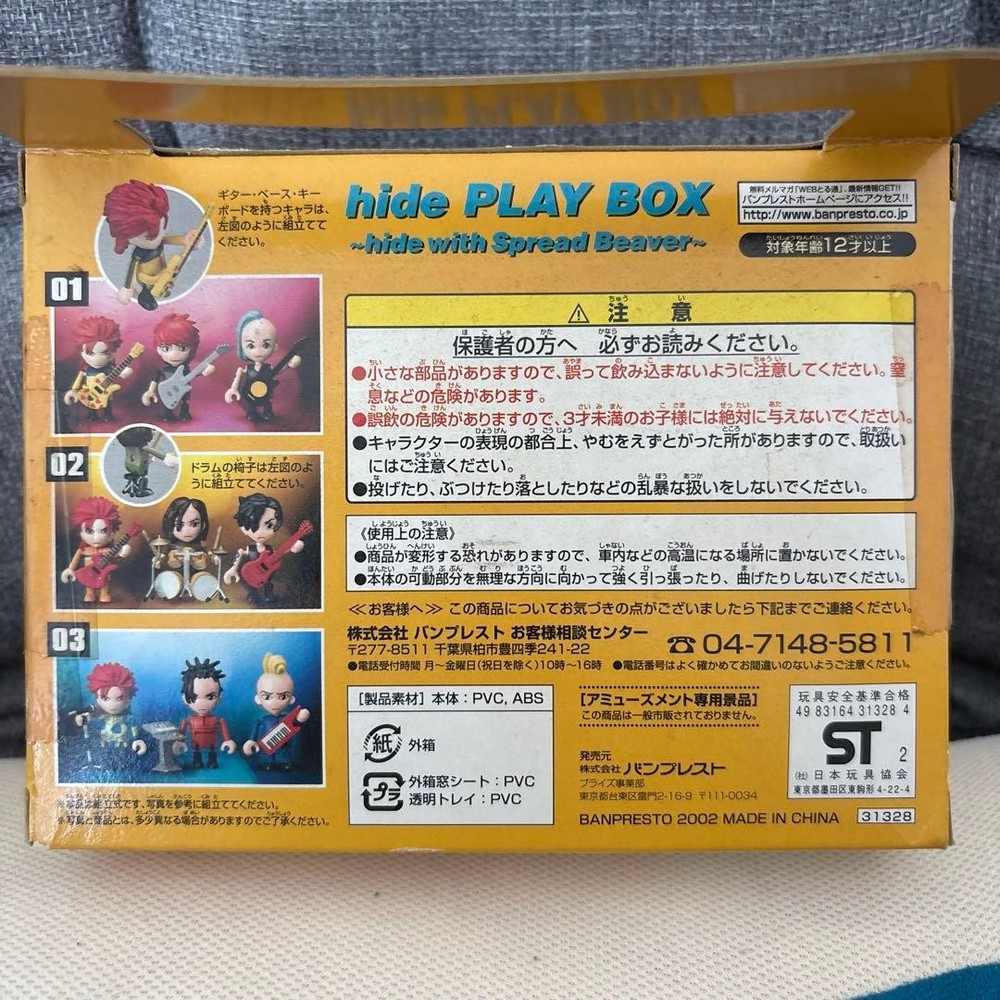 hide PLAY BOX
hide PLAY BOX
~hide with Spread Beaver~
無料メルマガ「WEBとる通」、最新情報GET!!
バンプレストホームページにアクセス!!
http://www.banpresto.co.jp
対象年齢12才以上
ギター・ベース・キー
ボードを持つキャラは、
左図のように組立てて
ください。
01
02
ドラムの椅子は左図のよ
うに組立ててください。
03
※本品は組立式です、写真を参考に組立ててください。
※写真と商品とは、多少異なる場合がありますのでご了承ください。
⚠注意
保護者の方へ 必ずお読みください。
●小さな部品がありますので、誤って飲み込まないように注意してください。窒
息などの危険があります。
●誤飲の危険がありますので、3才未満のお子様には絶対に与えないでください。
●キャラクターの表現の都合上、やむをえずとがった所がありますので、取扱い
にはご注意ください。
●投げたり、ぶつけたり落としたりなどの乱暴な扱いをしないでください。
《使用上の注意》
●商品が変形する恐れがありますので、車内などの高温になる場所に置かないでください。
●本体の可動部分を無理な方向に向かって強く引っ張ったり、曲げたりしないでください。
≪お客様へ≫ この商品についてお気づきの点がございましたら下記までご連絡ください。
株式会社 バンプレスト お客様相談センター
〒277-8511 千葉県柏市豊四季241-22
☎04-7148-5811
●電話受付時間 月～金曜日(祝日を除く)10時～16時 ●電話番号はよく確かめてお間違いのないようご注意ください。
[製品素材] 本体：PVC, ABS
紙 外箱
プラ 外箱窓シート：PVC
透明トレイ：PVC
[アミューズメント専用景品]
この商品は一般市販されておりません。
発売元
株式会社 バンプレスト
プライズ事業部
東京都台東区雷門2-16-9 〒111-0034
BANPRESTO 2002 MADE IN CHINA
玩具安全基準合格
49 83164 31328 4
ST 2
(社)日本玩具協会
東京都墨田区東駒形4-22-4
31328